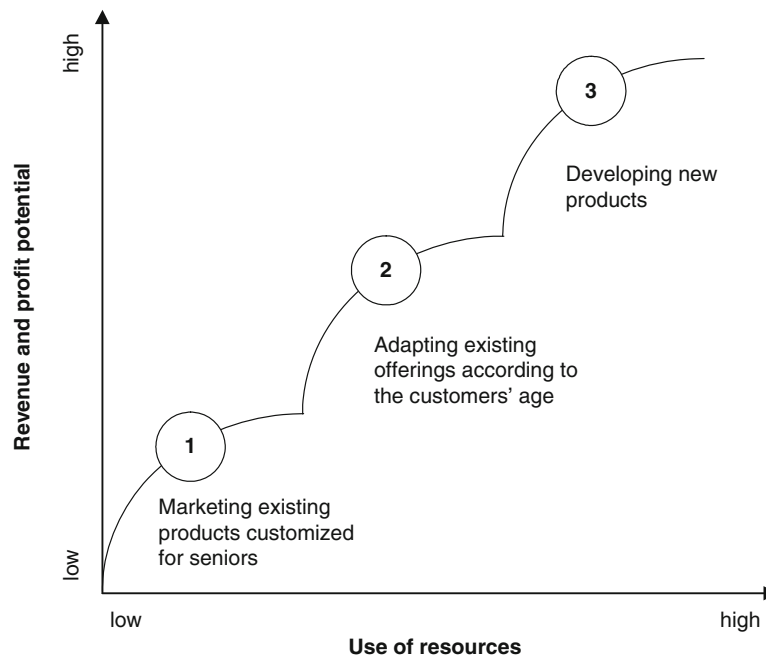 high
3
Developing new
products
Revenue and profit potential
2
Adapting existing
offerings according to
the customers’ age
1
Marketing existing
products customized
for seniors
low
low
high
Use of resources